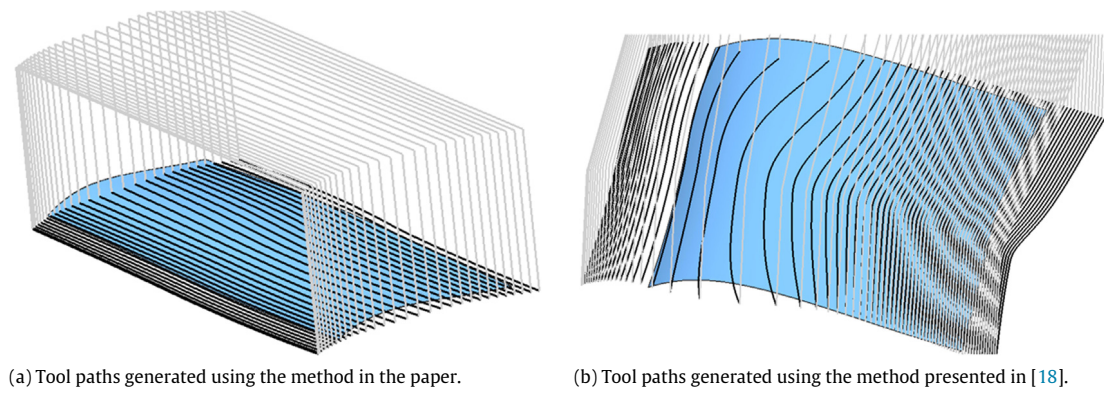 (a) Tool paths generated using the method in the paper.
(b) Tool paths generated using the method presented in [18].